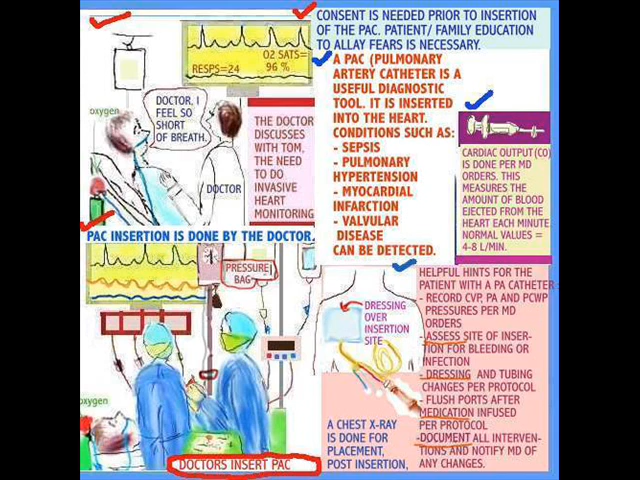 CONSENT IS NEEDED PRIOR TO INSERTION
OF THE PAC. PATIENT/ FAMILY EDUCATION
TO ALLAY FEARS IS NECESSARY.
O2 SATS=
96 %
RESPS=24
oxygen
DOCTOR, I
FEEL SO
SHORT
OF BREATH.
DOCTOR
THE DOCTOR
DISCUSSES
WITH TOM,
THE NEED
TO DO
INVASIVE
HEART
MONITORING
A PAC (PULMONARY
ARTERY CATHETER IS A
USEFUL DIAGNOSTIC
TOOL. IT IS INSERTED
INTO THE HEART.
CONDITIONS SUCH AS:
- SEPSIS
- PULMONARY
HYPERTENSION
- MYOCARDIAL
INFARCTION
- VALVULAR
DISEASE
CAN BE DETECTED.
CARDIAC OUTPUT(CO)
IS DONE PER MD
ORDERS. THIS
MEASURES THE
AMOUNT OF BLOOD
EJECTED FROM THE
HEART EACH MINUTE.
NORMAL VALUES =
4-8 L/MIN.
PAC INSERTION IS DONE BY THE DOCTOR.
PRESSURE
BAG
oxygen
DOCTORS INSERT PAC
DRESSING
OVER
INSERTION
SITE
A CHEST X-RAY
IS DONE FOR
PLACEMENT,
POST INSERTION,
HELPFUL HINTS FOR THE
PATIENT WITH A PA CATHETER:
- RECORD CVP, PA AND PCWP
PRESSURES PER MD
ORDERS
- ASSESS SITE OF INSER-
TION FOR BLEEDING OR
INFECTION
- DRESSING AND TUBING
CHANGES PER PROTOCOL
- FLUSH PORTS AFTER
MEDICATION INFUSED
PER PROTOCOL
-DOCUMENT ALL INTERVEN-
TIONS AND NOTIFY MD OF
ANY CHANGES.